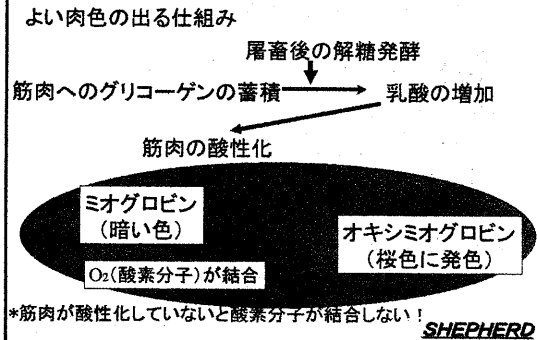 よい肉色の出る仕組み
屠畜後の解糖発酵
筋肉へのグリコーゲンの蓄積
乳酸の増加
筋肉の酸性化
ミオグロビン
(暗い色)
オキシミオグロビン
(桜色に発色)
O₂(酸素分子)が結合
*筋肉が酸性化していないと酸素分子が結合しない!
SHEPHERD